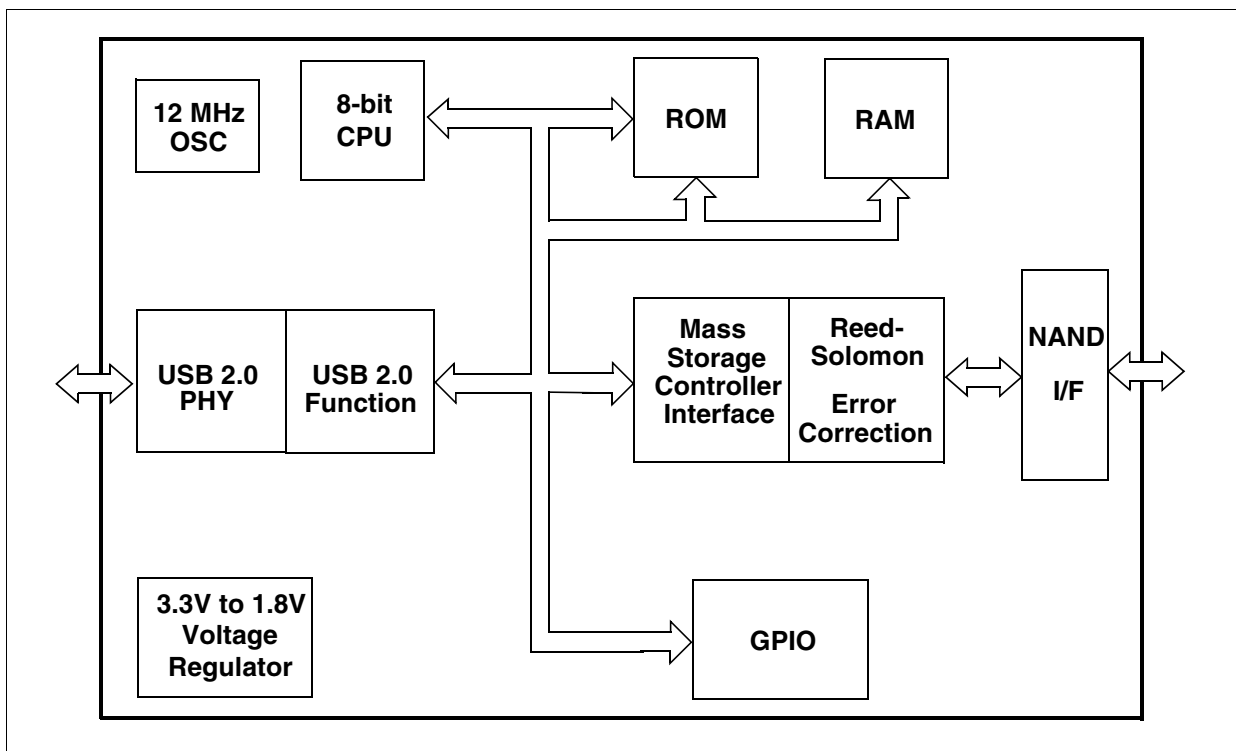 12 MHz
OSC
8-bit
CPU
ROM
RAM
USB 2.0
PHY
USB 2.0
Function
Mass
Storage
Controller
Interface
Reed-
Solomon
Error
Correction
NAND
I/F
3.3V to 1.8V
Voltage
Regulator
GPIO